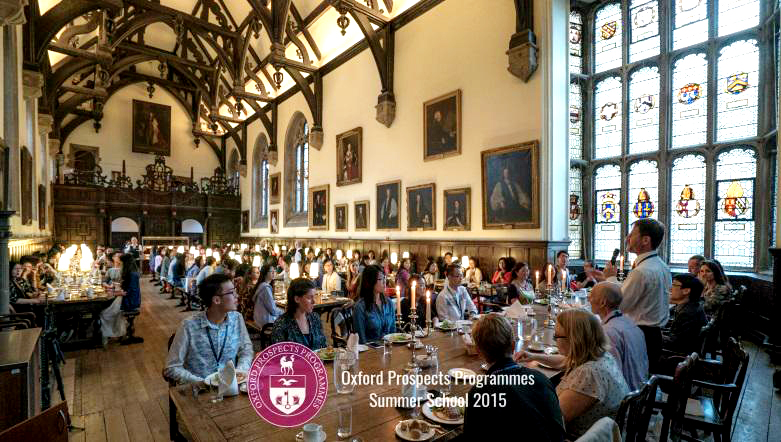 OXFORD PROSPECTS PROGRAMMES
Oxford Prospects Programmes
Summer School 2015